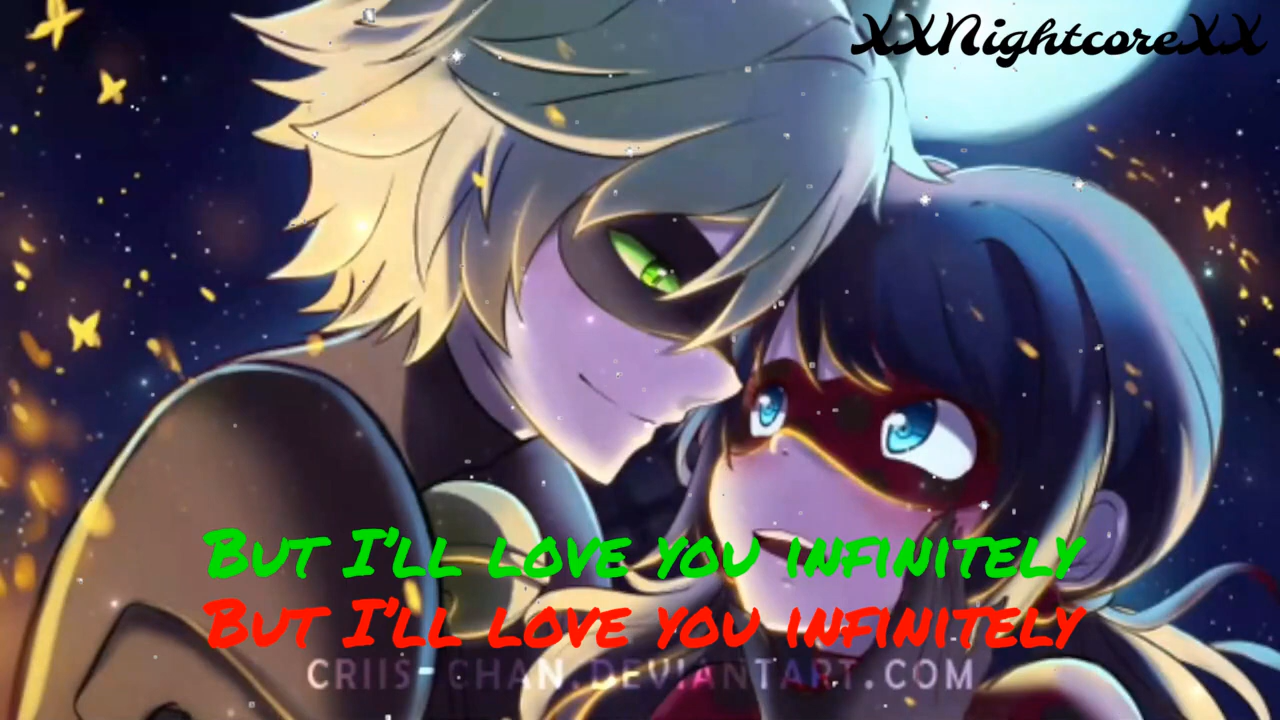 XXNightcoreXX
But I'll love you infinitely
But I'll love you infinitely
CRIIS-CHAN.DEVIANTART.COM